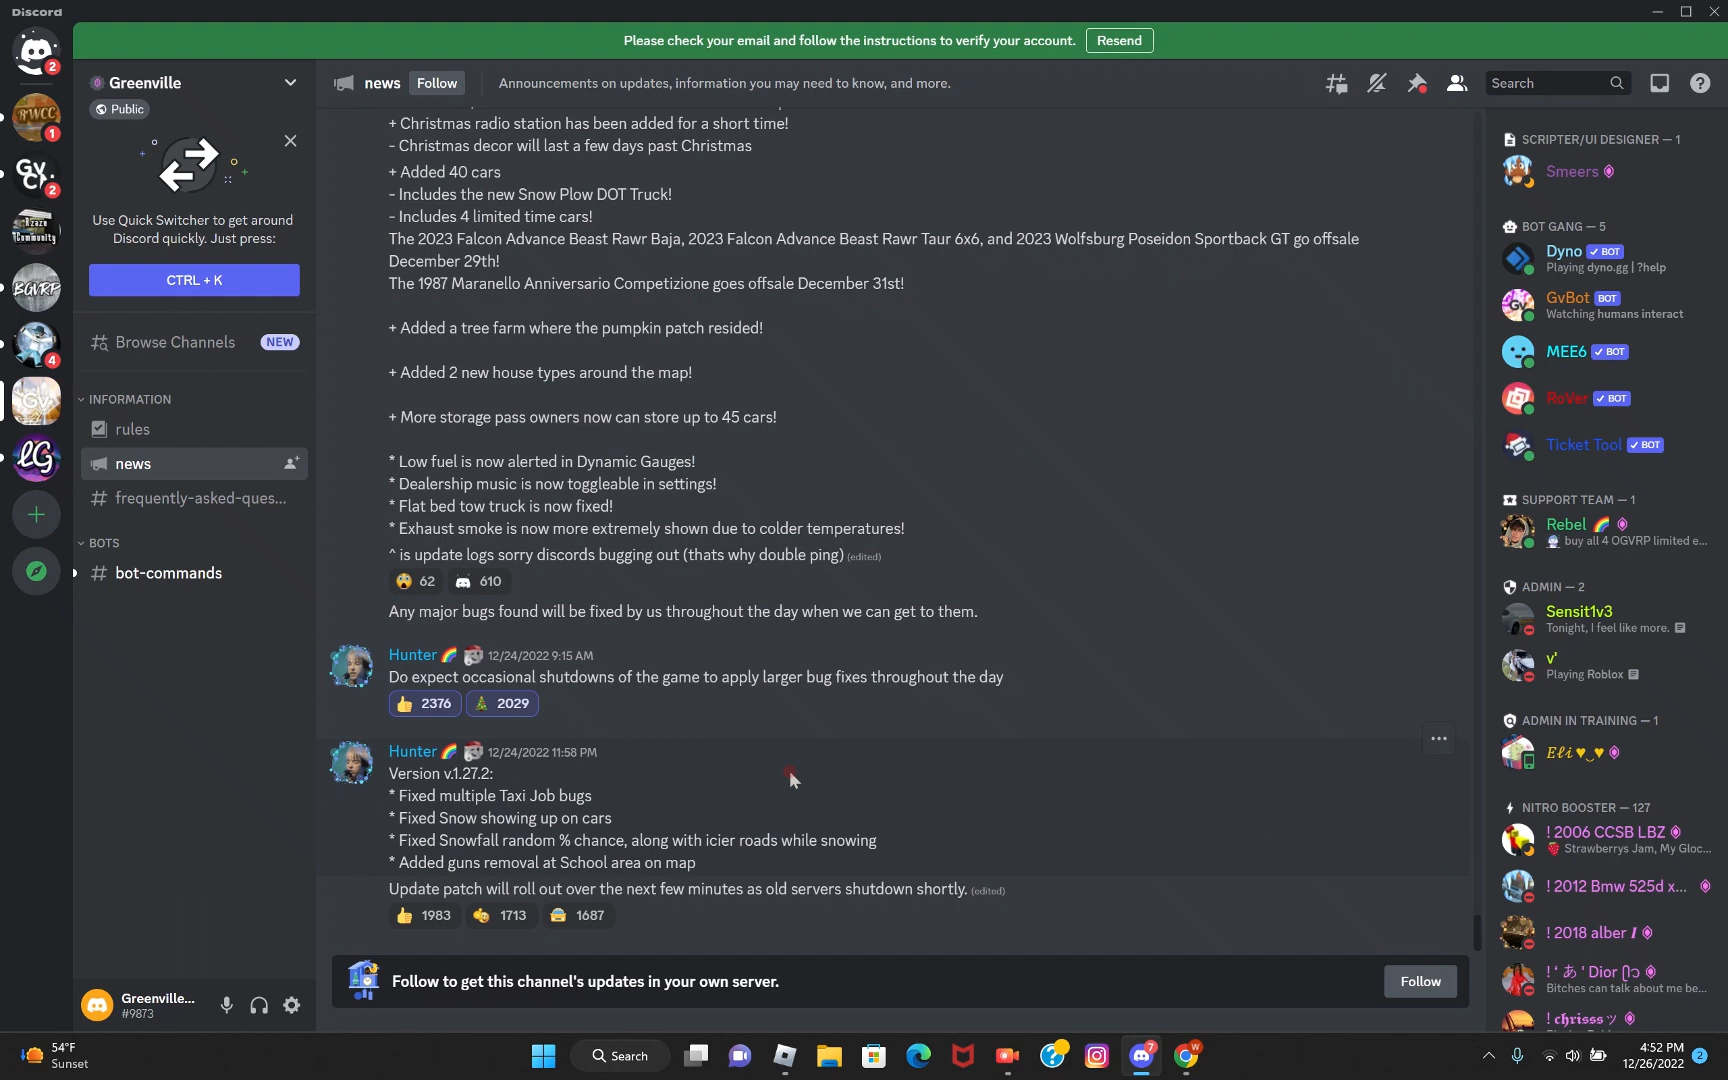 Discord
Please check your email and follow the instructions to verify your account. Resend
Greenville
Public
news Follow Announcements on updates, information you may need to know, and more.
Search
2
RWCC
1
2
Community
BGVRP
4
Gv
LG
Use Quick Switcher to get around
Discord quickly. Just press:
CTRL + K
Browse Channels NEW
INFORMATION
rules
news
frequently-asked-ques...
BOTS
bot-commands
Greenville...
#9873
+ Christmas radio station has been added for a short time!
- Christmas decor will last a few days past Christmas
+ Added 40 cars
- Includes the new Snow Plow DOT Truck!
- Includes 4 limited time cars!
The 2023 Falcon Advance Beast Rawr Baja, 2023 Falcon Advance Beast Rawr Taur 6x6, and 2023 Wolfsburg Poseidon Sportback GT go offsale
December 29th!
The 1987 Maranello Anniversario Competizione goes offsale December 31st!
+ Added a tree farm where the pumpkin patch resided!
+ Added 2 new house types around the map!
+ More storage pass owners now can store up to 45 cars!
* Low fuel is now alerted in Dynamic Gauges!
* Dealership music is now toggleable in settings!
* Flat bed tow truck is now fixed!
* Exhaust smoke is now more extremely shown due to colder temperatures!
^ is update logs sorry discords bugging out (thats why double ping) (edited)
62 610
Any major bugs found will be fixed by us throughout the day when we can get to them.
Hunter 12/24/2022 9:15 AM
Do expect occasional shutdowns of the game to apply larger bug fixes throughout the day
2376 2029
Hunter 12/24/2022 11:58 PM
Version v.1.27.2:
* Fixed multiple Taxi Job bugs
* Fixed Snow showing up on cars
* Fixed Snowfall random % chance, along with icier roads while snowing
* Added guns removal at School area on map
Update patch will roll out over the next few minutes as old servers shutdown shortly. (edited)
1983 1713 1687
Follow to get this channel's updates in your own server. Follow
SCRIPTER/UI DESIGNER — 1
Smeers
BOT GANG — 5
Dyno BOT
Playing dyno.gg | ?help
GvBot BOT
Watching humans interact
MEE6 BOT
RoVer BOT
Ticket Tool BOT
SUPPORT TEAM — 1
Rebel
buy all 4 OGVRP limited e...
ADMIN — 2
Sensit1v3
Tonight, I feel like more.
v'
Playing Roblox
ADMIN IN TRAINING — 1
Eℓi ♥‿♥
NITRO BOOSTER — 127
! 2006 CCSB LBZ
Strawberrys Jam, My Gloc...
! 2012 Bmw 525d x...
! 2018 alber I
! ‘ あ ' Dior
Bitches can talk about me be...
! chrisss ツ
54°F
Sunset
Search
7
4:52 PM
12/26/2022
2